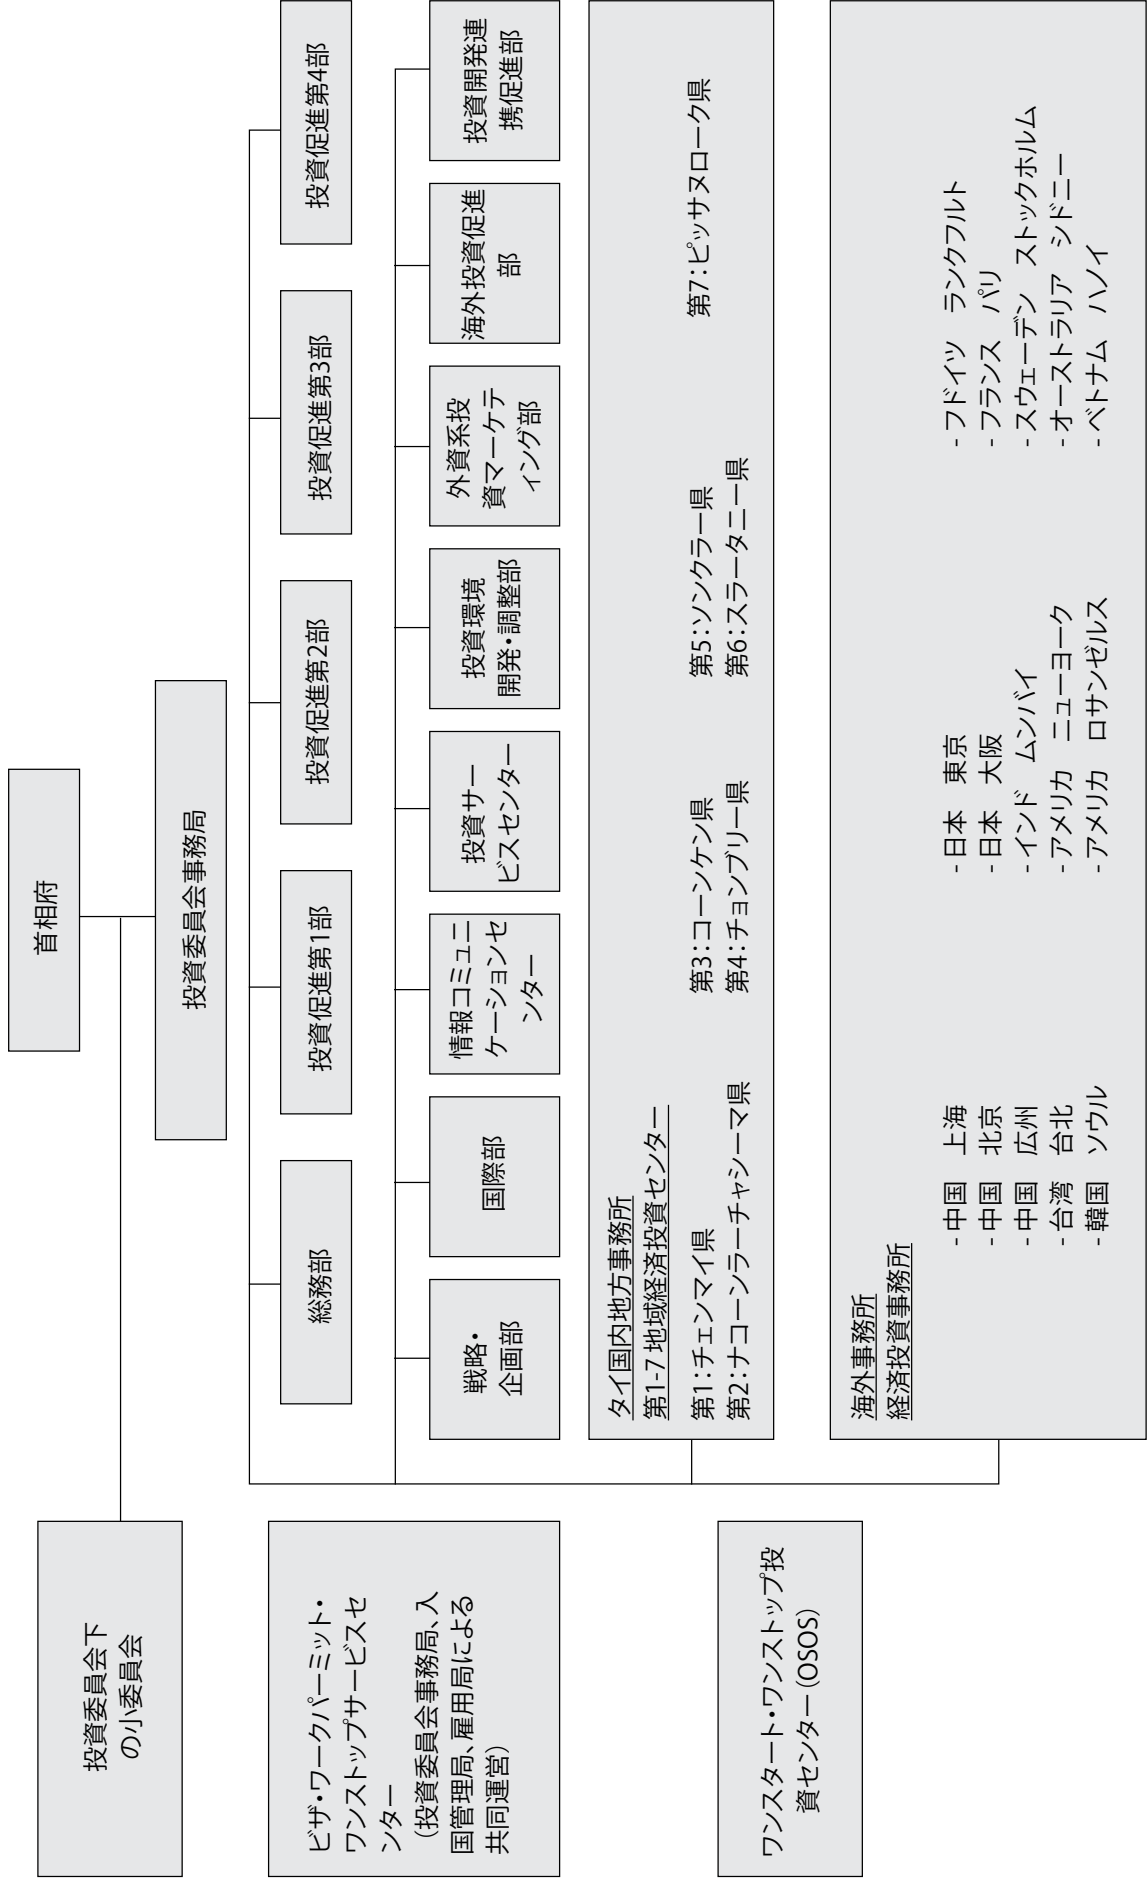 首相府
投資委員会下
の小委員会
投資委員会事務局
総務部
投資促進第1部
投資促進第2部
投資促進第3部
投資促進第4部
戦略・
企画部
国際部
情報コミュニ
ケーションセ
ンター
投資サー
ビスセンター
投資環境
開発・調整部
外資系投
資マーケテ
ィング部
海外投資促進
部
投資開発連
携促進部
ビザ・ワークパーミット・
ワンストップサービスセ
ンター
（投資委員会事務局、入
国管理局、雇用局による
共同運営）
タイ国内地方事務所
第1-7 地域経済投資センター
第1：チェンマイ県
第2：ナコーンラーチャシーマ県
第3：コーンケン県
第4：チョンブリー県
第5：ソンクラー県
第6：スラータニー県
第7：ピッサヌローク県
ワンスタート・ワンストップ投
資センター（OSOS）
海外事務所
経済投資事務所
- 中国　上海
- 中国　北京
- 中国　広州
- 台湾　台北
- 韓国　ソウル
- 日本　東京
- 日本　大阪
- インド　ムンバイ
- アメリカ　ニューヨーク
- アメリカ　ロサンゼルス
- フドイツ　ランクフルト
- フランス　パリ
- スウェーデン　ストックホルム
- オーストラリア　シドニー
- ベトナム　ハノイ